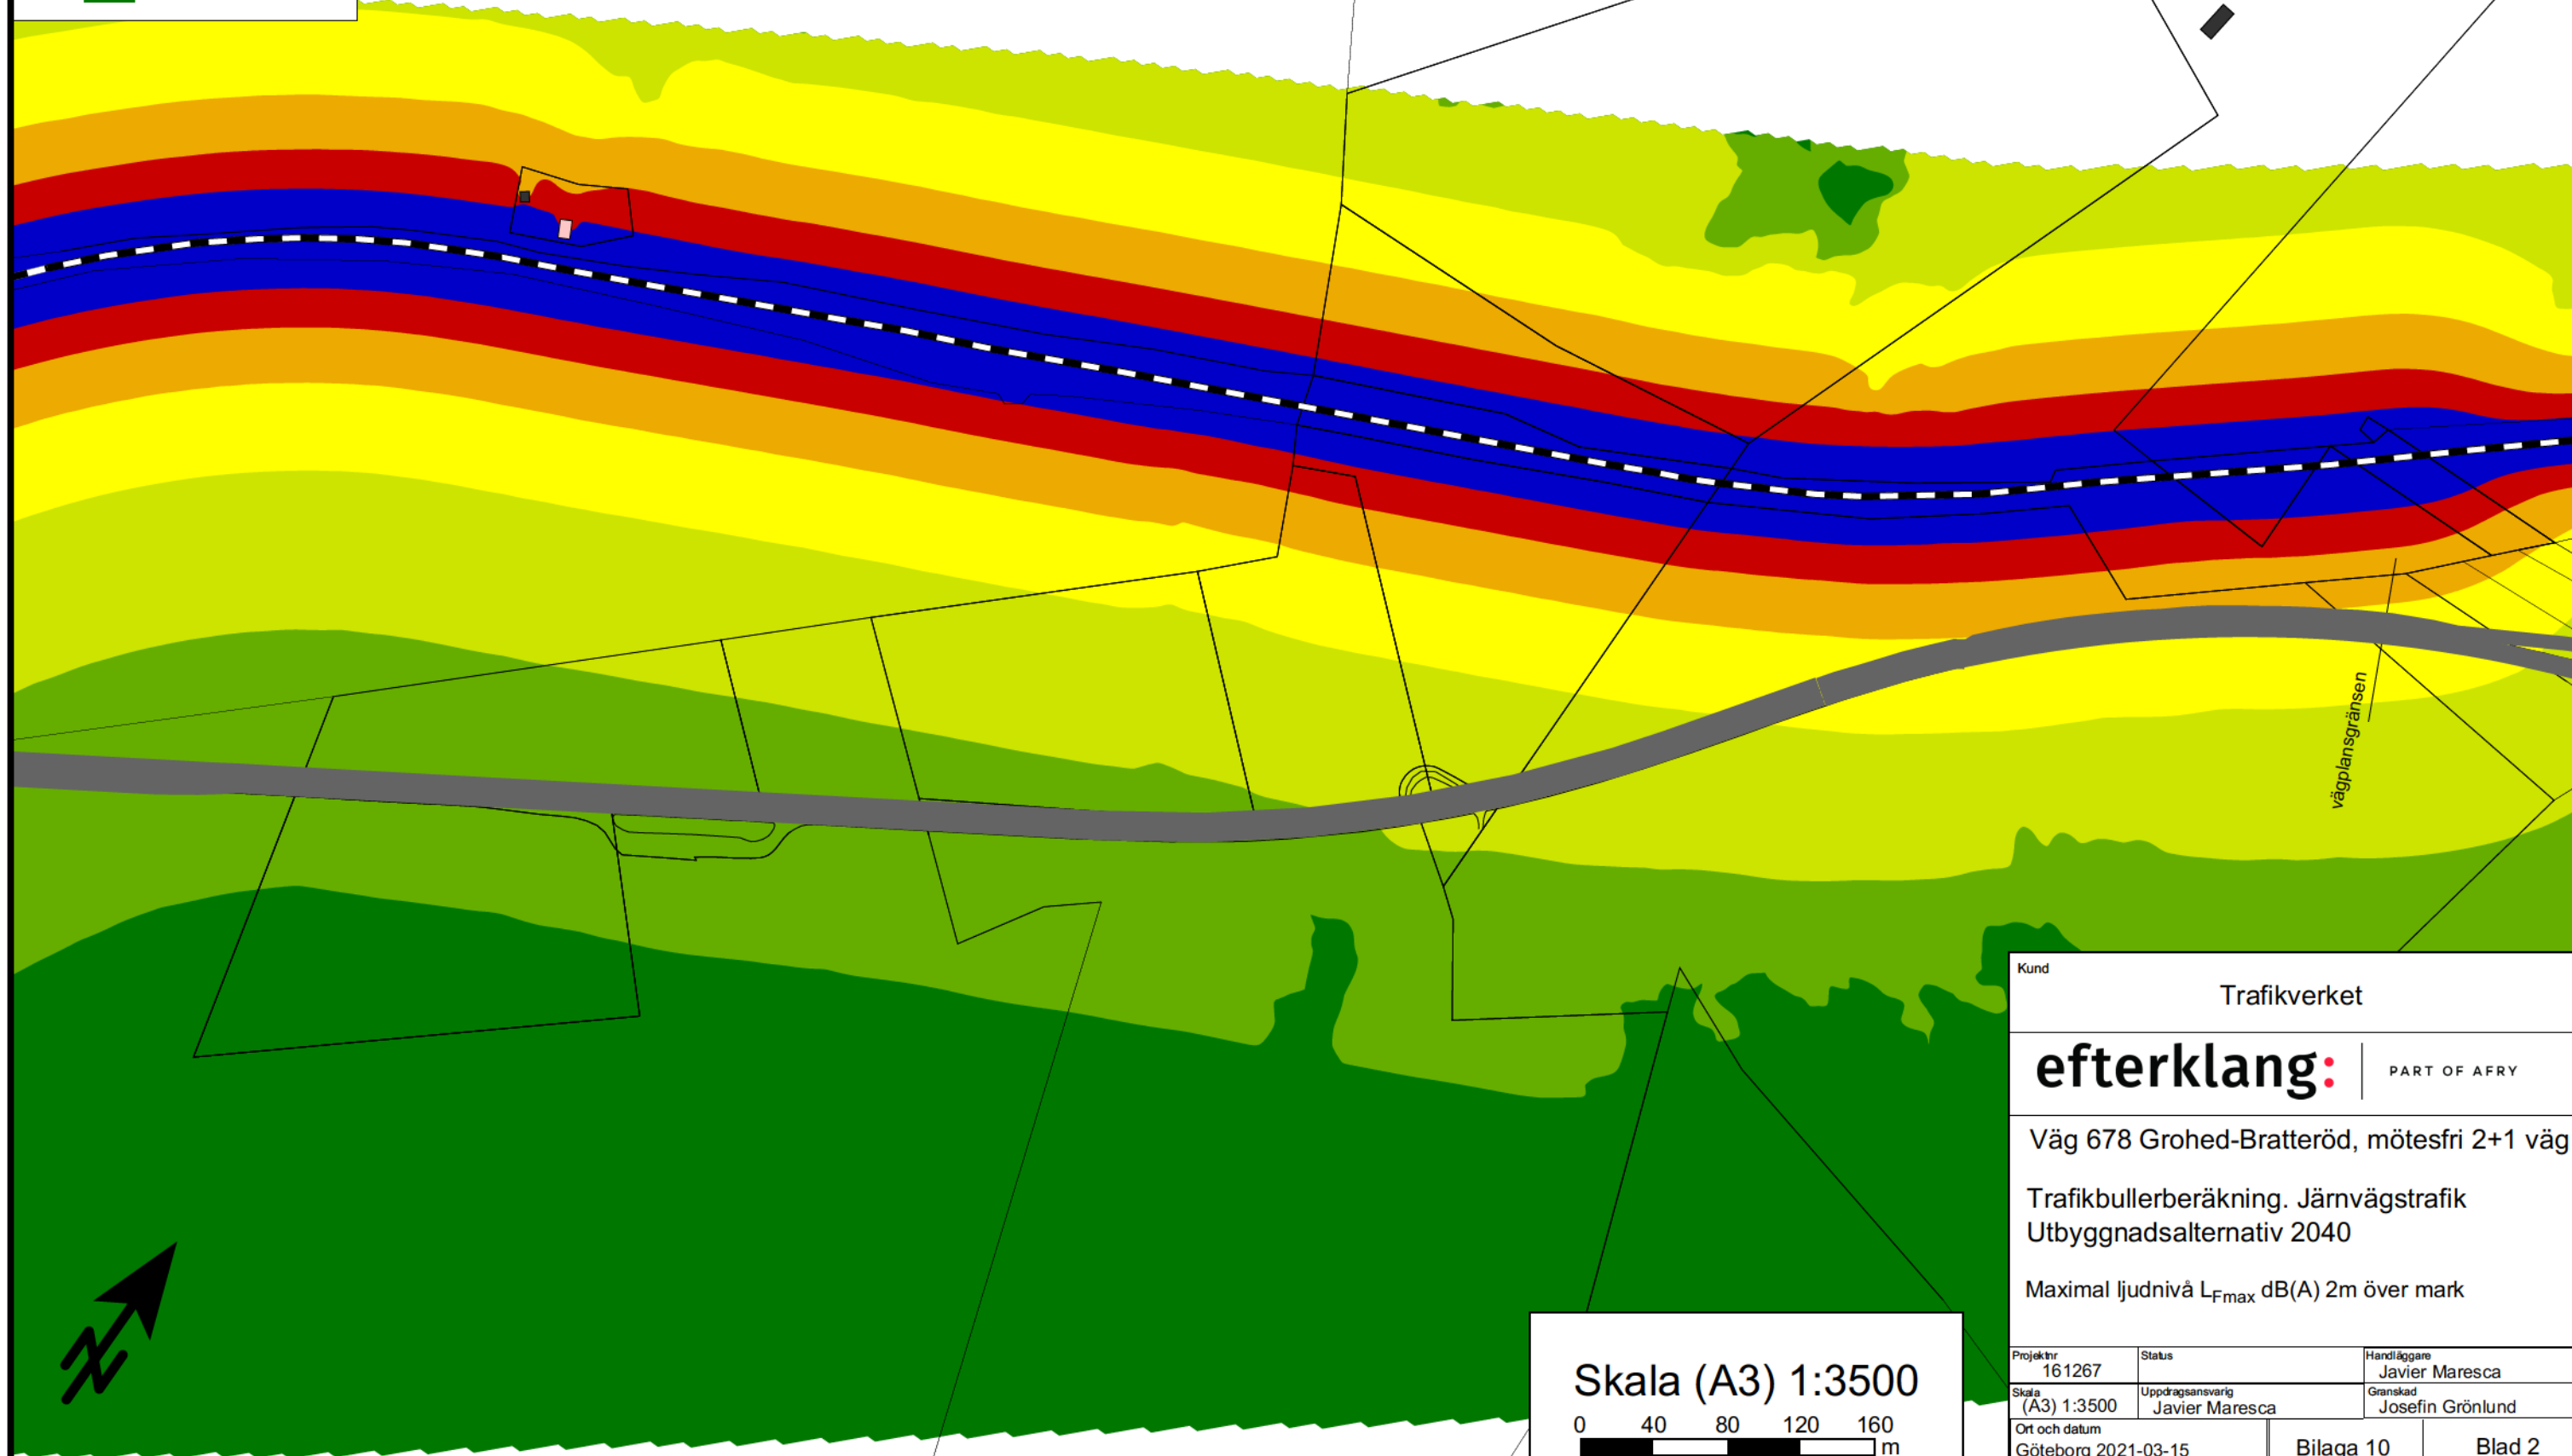 vägplansgränsen
N
Kund
Trafikverket
efterklang: PART OF AFRY
Väg 678 Grohed-Bratteröd, mötesfri 2+1 väg
Trafikbullerberäkning. Järnvägstrafik
Utbyggnadsalternativ 2040
Maximal ljudnivå LFmax dB(A) 2m över mark
Projektnr Status Handläggare
161267 Javier Maresca
Skala Uppdragsansvarig Granskad
(A3) 1:3500 Javier Maresca Josefin Grönlund
Ort och datum
Göteborg 2021-03-15 Bilaga 10 Blad 2
Skala (A3) 1:3500
0 40 80 120 160
m